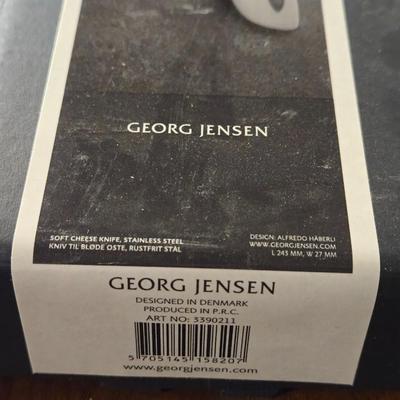 GEORG JENSEN
SOFT CHEESE KNIFE, STAINLESS STEEL
KNIV TIL BLØDE OSTE, RUSTFRIT STÅL
DESIGN: ALFREDO HÄBERLI
WWW.GEORGJENSEN.COM
L 243 MM, W 27 MM
GEORG JENSEN
DESIGNED IN DENMARK
PRODUCED IN P.R.C.
ART NO: 3390211
5 705145 158207
www.georgjensen.com